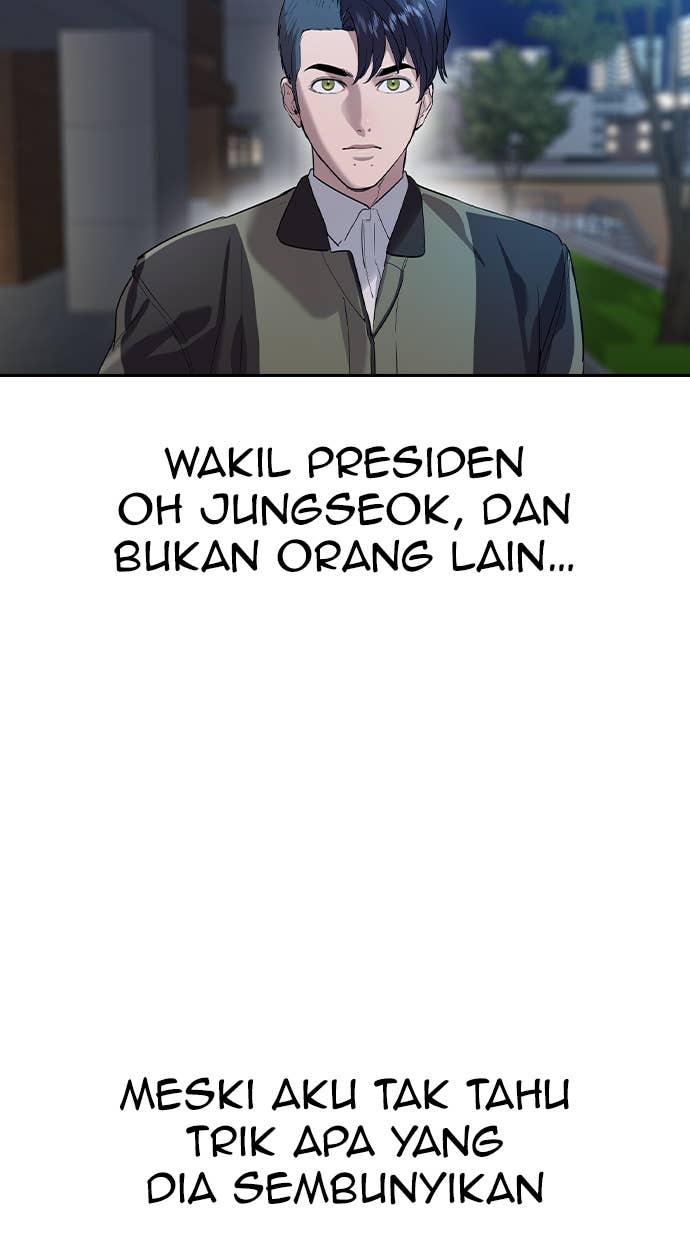 WAKIL PRESIDEN
OH JUNGSEOK, DAN
BUKAN ORANG LAIN...
MESKI AKU TAK TAHU
TRIK APA YANG
DIA SEMBUNYIKAN